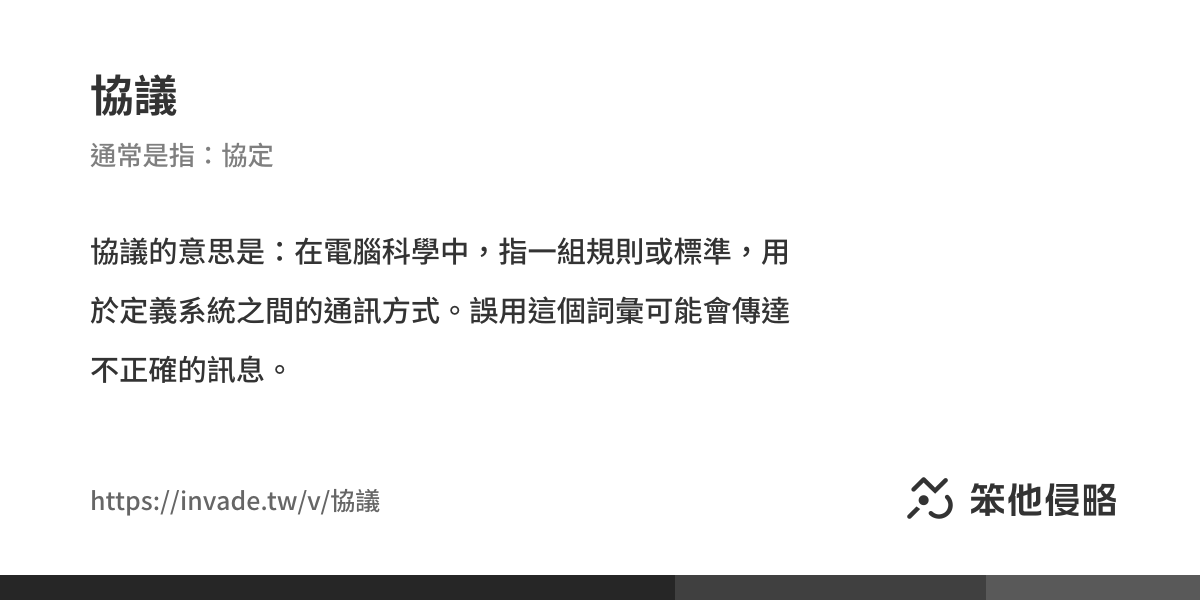 協議
通常是指：協定
協議的意思是：在電腦科學中，指一組規則或標準，用
於定義系統之間的通訊方式。誤用這個詞彙可能會傳達
不正確的訊息。
https://invade.tw/v/協議
笨他侵略